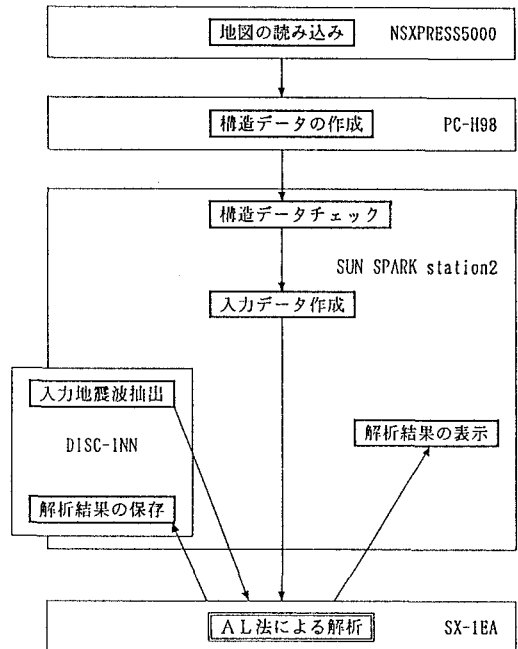 地図の読み込み NSXPRESS5000
構造データの作成 PC-H98
構造データチェック
SUN SPARK station2
入力データ作成
入力地震波抽出
解析結果の表示
DISC-1NN
解析結果の保存
AL法による解析 SX-1EA